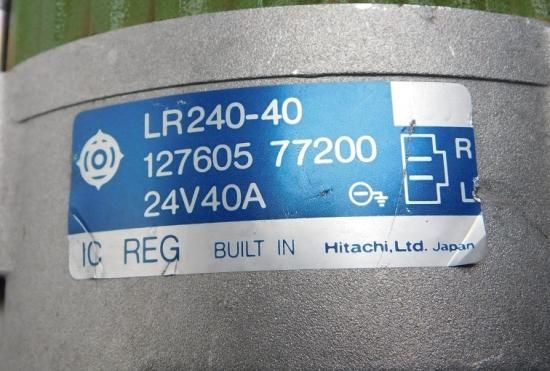 LR240-40
127605 77200
24V40A
R
L
IC REG BUILT IN Hitachi, Ltd. Japan